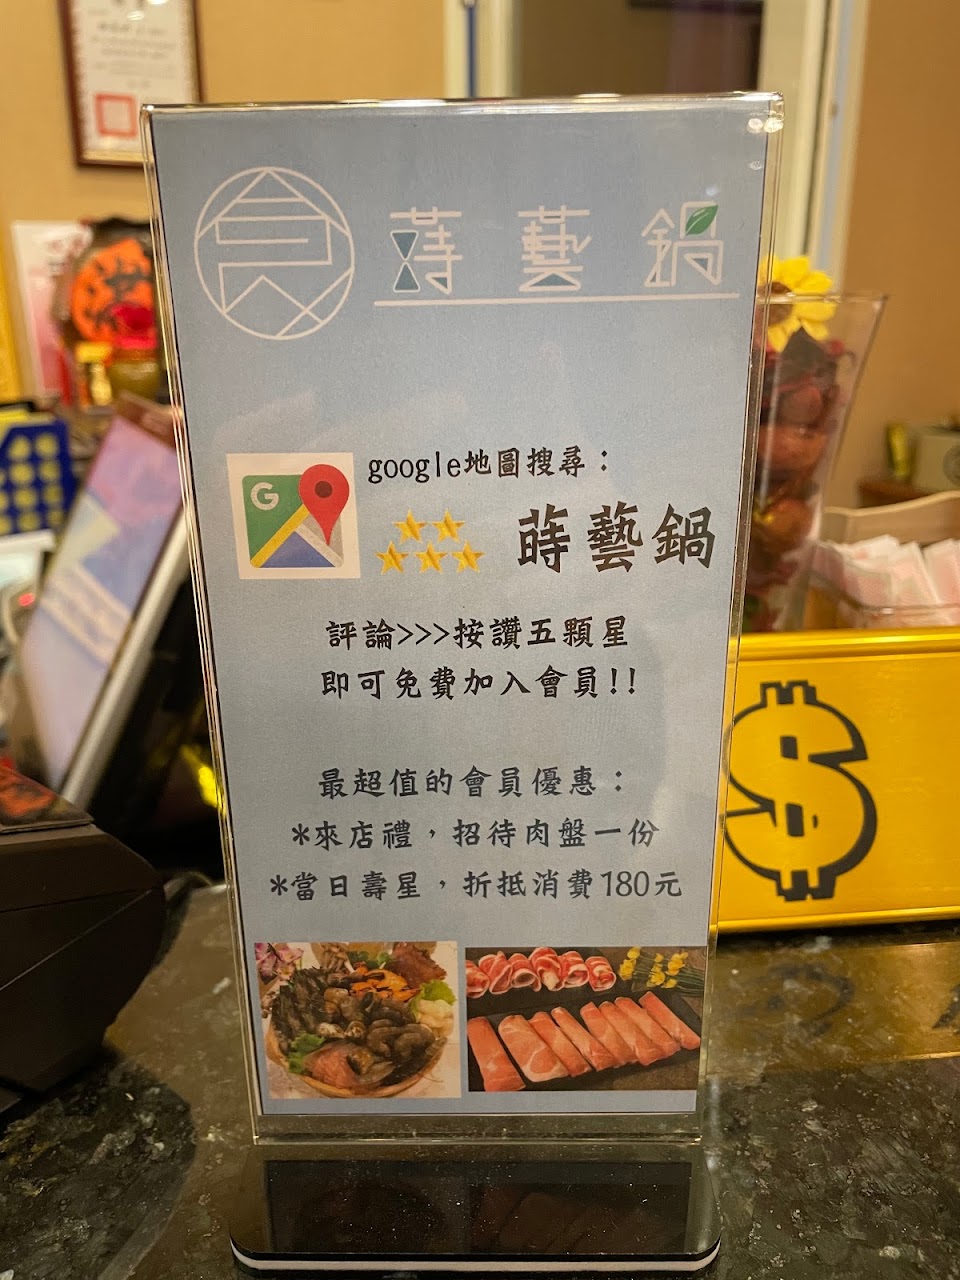 食 蒔藝鍋
G
google地圖搜尋：
蒔藝鍋
評論>>>按讚五顆星
即可免費加入會員!!
最超值的會員優惠：
*來店禮，招待肉盤一份
*當日壽星，折抵消費180元
$